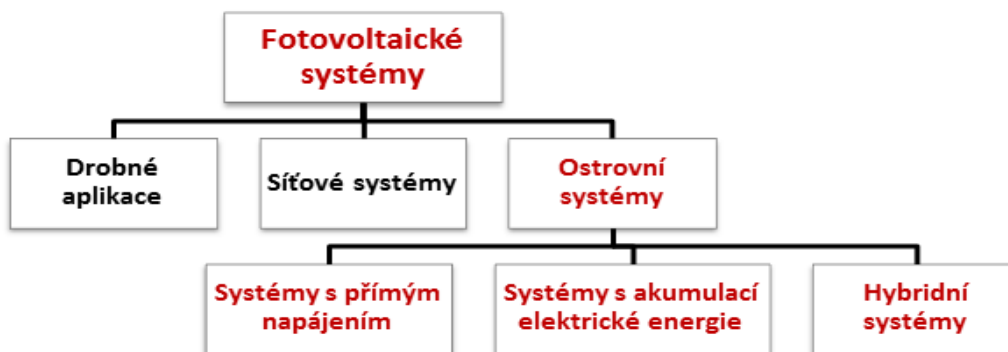 Fotovoltaické
systémy
Drobné
aplikace
Síťové systémy
Ostrovní
systémy
Systémy s přímým
napájením
Systémy s akumulací
elektrické energie
Hybridní
systémy